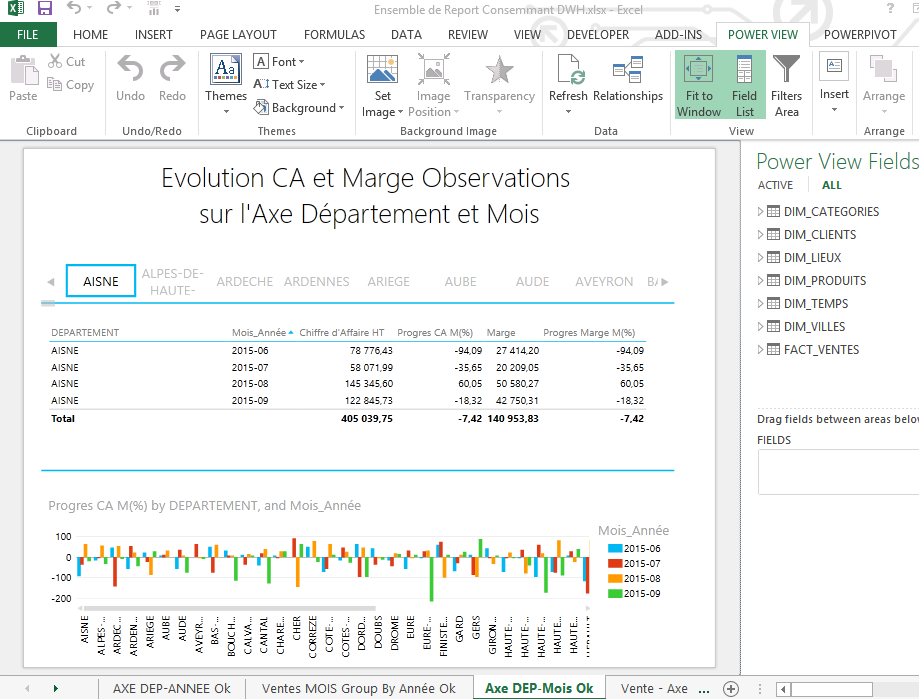 Ensemble de Report Consemmant DWH.xlsx - Excel
?
FILE HOME INSERT PAGE LAYOUT FORMULAS DATA REVIEW VIEW DEVELOPER ADD-INS POWER VIEW POWERPIVOT
Paste
Cut
Copy
Clipboard
Undo Redo
Undo/Redo
Themes
A Font
A Text Size
Background
Themes
Set Image
Image Position
Transparency
Background Image
Refresh Relationships
Data
Fit to Window
Field List
Filters Area
View
Insert
Arrange
Arrange
Evolution CA et Marge Observations
sur l'Axe Département et Mois
AISNE ALPES-DE-HAUTE- ARDECHE ARDENNES ARIEGE AUBE AUDE AVEYRON
DEPARTEMENT Mois_Année Chiffre d'Affaire HT Progres CA M(%) Marge Progres Marge M(%)
AISNE 2015-06 78 776,43 -94,09 27 414,20 -94,09
AISNE 2015-07 58 071,99 -35,65 20 209,05 -35,65
AISNE 2015-08 145 345,60 60,05 50 580,27 60,05
AISNE 2015-09 122 845,73 -18,32 42 750,31 -18,32
Total 405 039,75 -7,42 140 953,83 -7,42
Progres CA M(%) by DEPARTEMENT, and Mois_Année
100
0
-100
-200
AISNE ALPES-... ARDEC... ARDEN... ARIEGE AUBE AUDE AVEYR... BAS-... BOUCH... CALVA... CANTAL CHARE... CHER CORREZE COTE-... COTES-... DORD... DOUBS DROME EURE EURE-... FINISTE... GARD GERS GIRON... HAUTE-... HAUTE-... HAUTE-... HAUTE... HAUTE...
Mois_Année
2015-06
2015-07
2015-08
2015-09
Power View Fields
ACTIVE ALL
DIM_CATEGORIES
DIM_CLIENTS
DIM_LIEUX
DIM_PRODUITS
DIM_TEMPS
DIM_VILLES
FACT_VENTES
Drag fields between areas belo
FIELDS
AXE DEP-ANNEE Ok Ventes MOIS Group By Année Ok Axe DEP-Mois Ok Vente - Axe ...